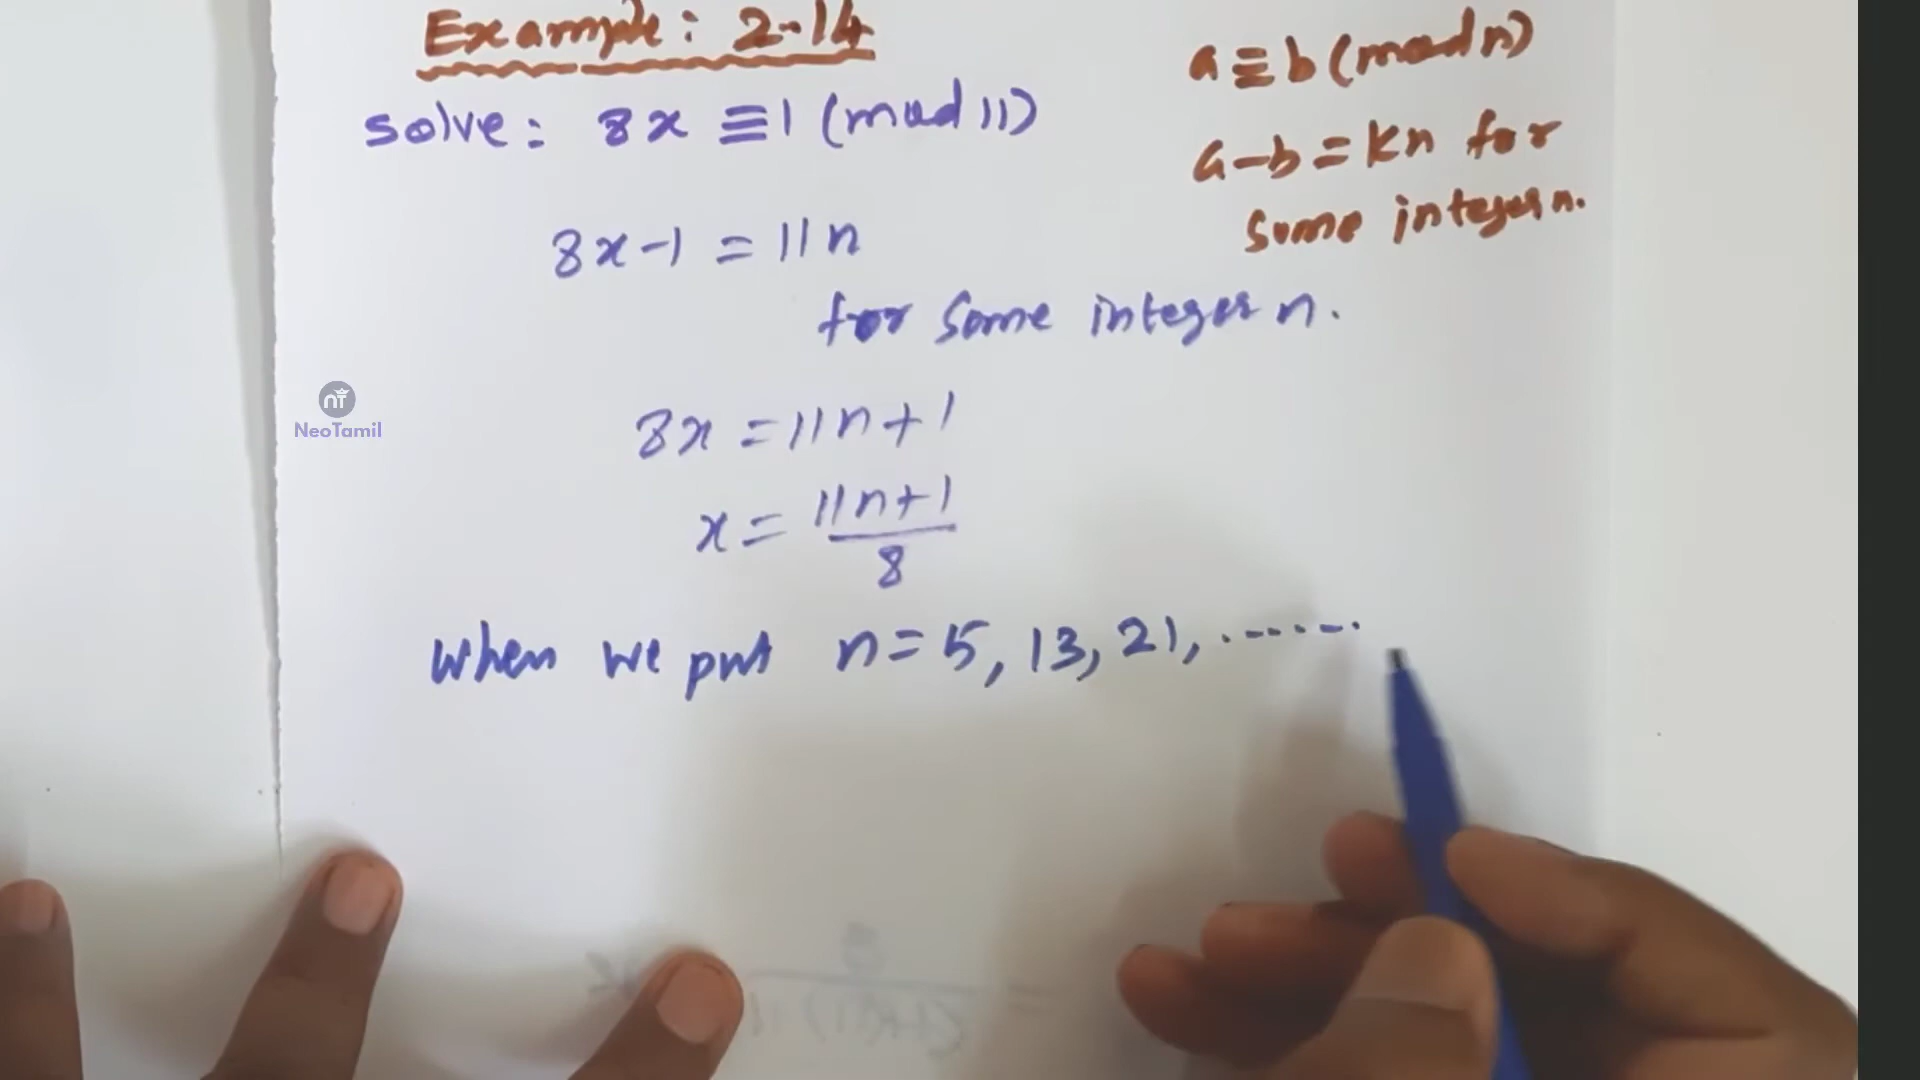 Example: 2.14
solve: 8x ≡ 1 (mod 11)
8x-1 = 11n
for some integer n.
8x = 11n+1
x = 11n+1
8
when we put n = 5, 13, 21, .......
a ≡ b (mod n)
a-b = kn for
some integer n.
nT
NeoTamil